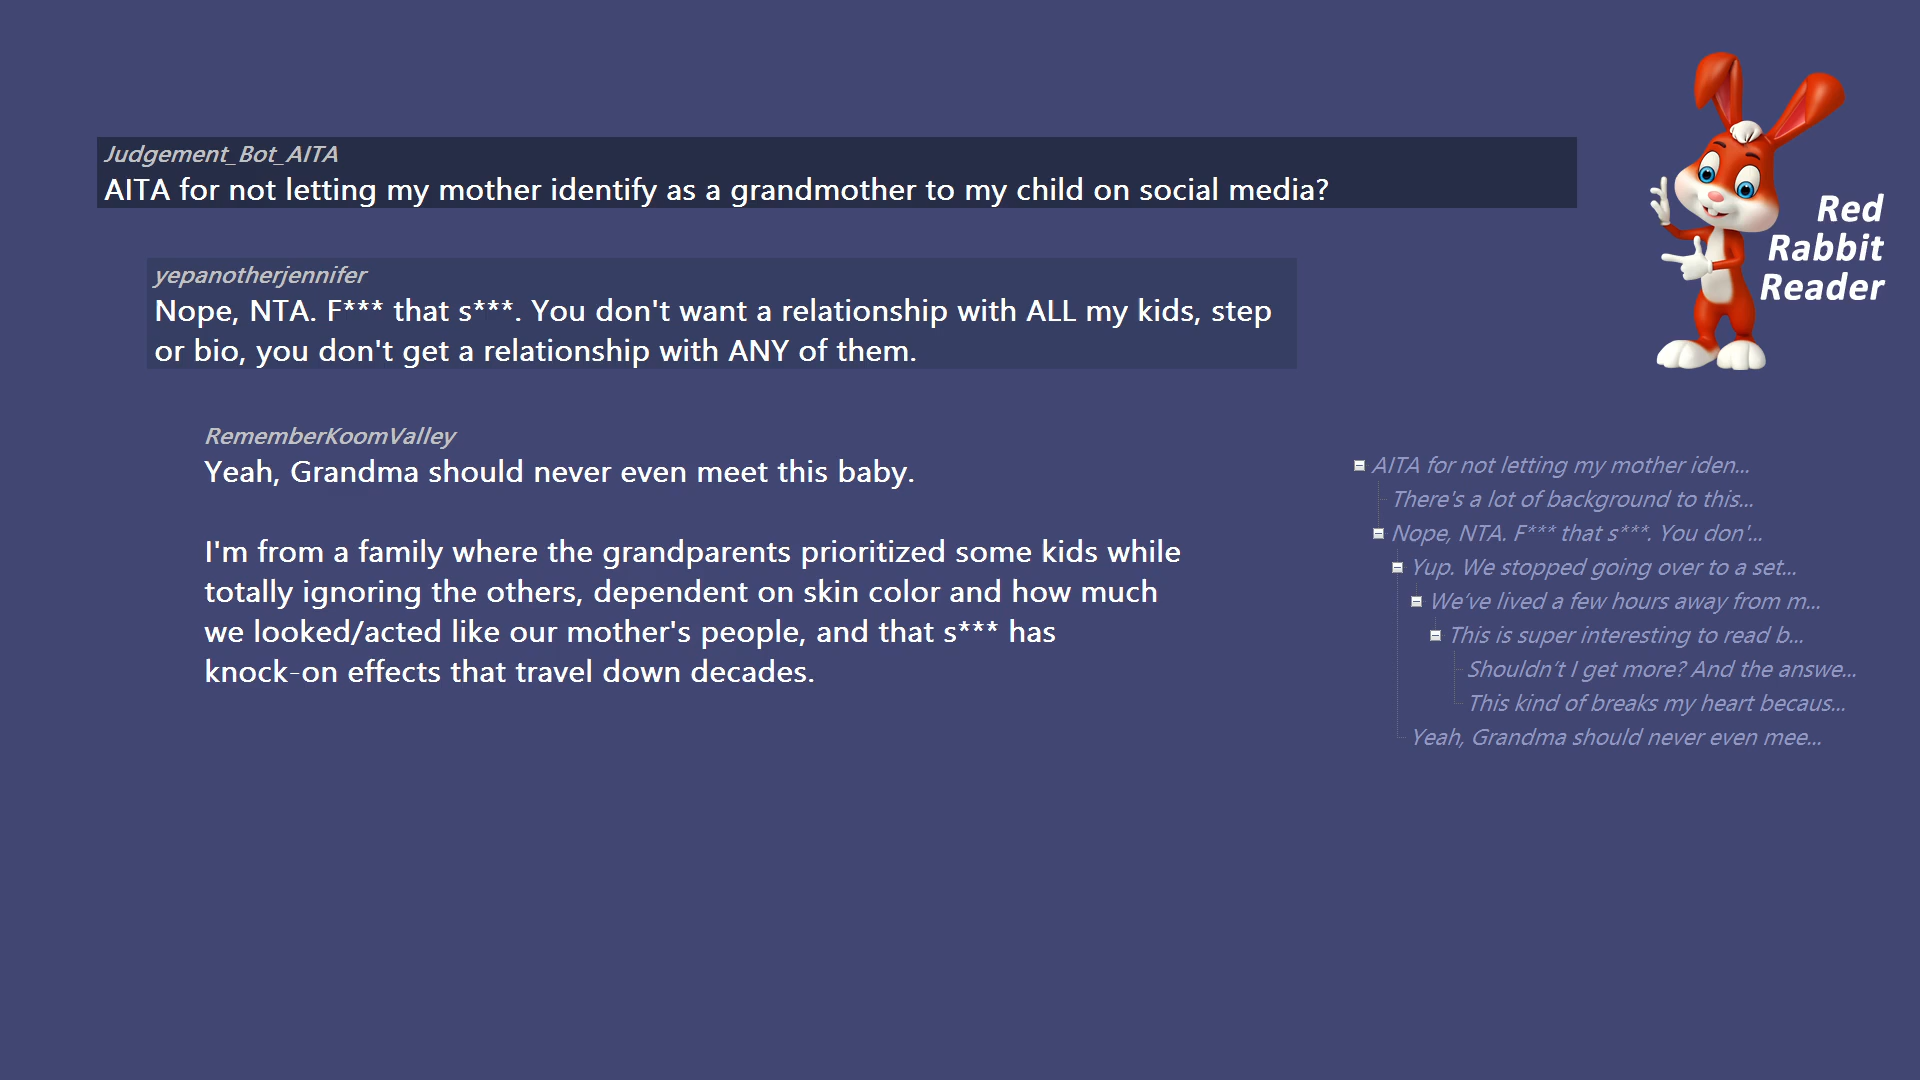 Judgement_Bot_AITA
AITA for not letting my mother identify as a grandmother to my child on social media?
yepanotherjennifer
Nope, NTA. F*** that s***. You don't want a relationship with ALL my kids, step
or bio, you don't get a relationship with ANY of them.
RememberKoomValley
Yeah, Grandma should never even meet this baby.
I'm from a family where the grandparents prioritized some kids while
totally ignoring the others, dependent on skin color and how much
we looked/acted like our mother's people, and that s*** has
knock-on effects that travel down decades.
Red
Rabbit
Reader
AITA for not letting my mother iden...
There's a lot of background to this...
Nope, NTA. F*** that s***. You don'...
Yup. We stopped going over to a set...
We’ve lived a few hours away from m...
This is super interesting to read b...
Shouldn’t I get more? And the answe...
This kind of breaks my heart becaus...
Yeah, Grandma should never even mee...